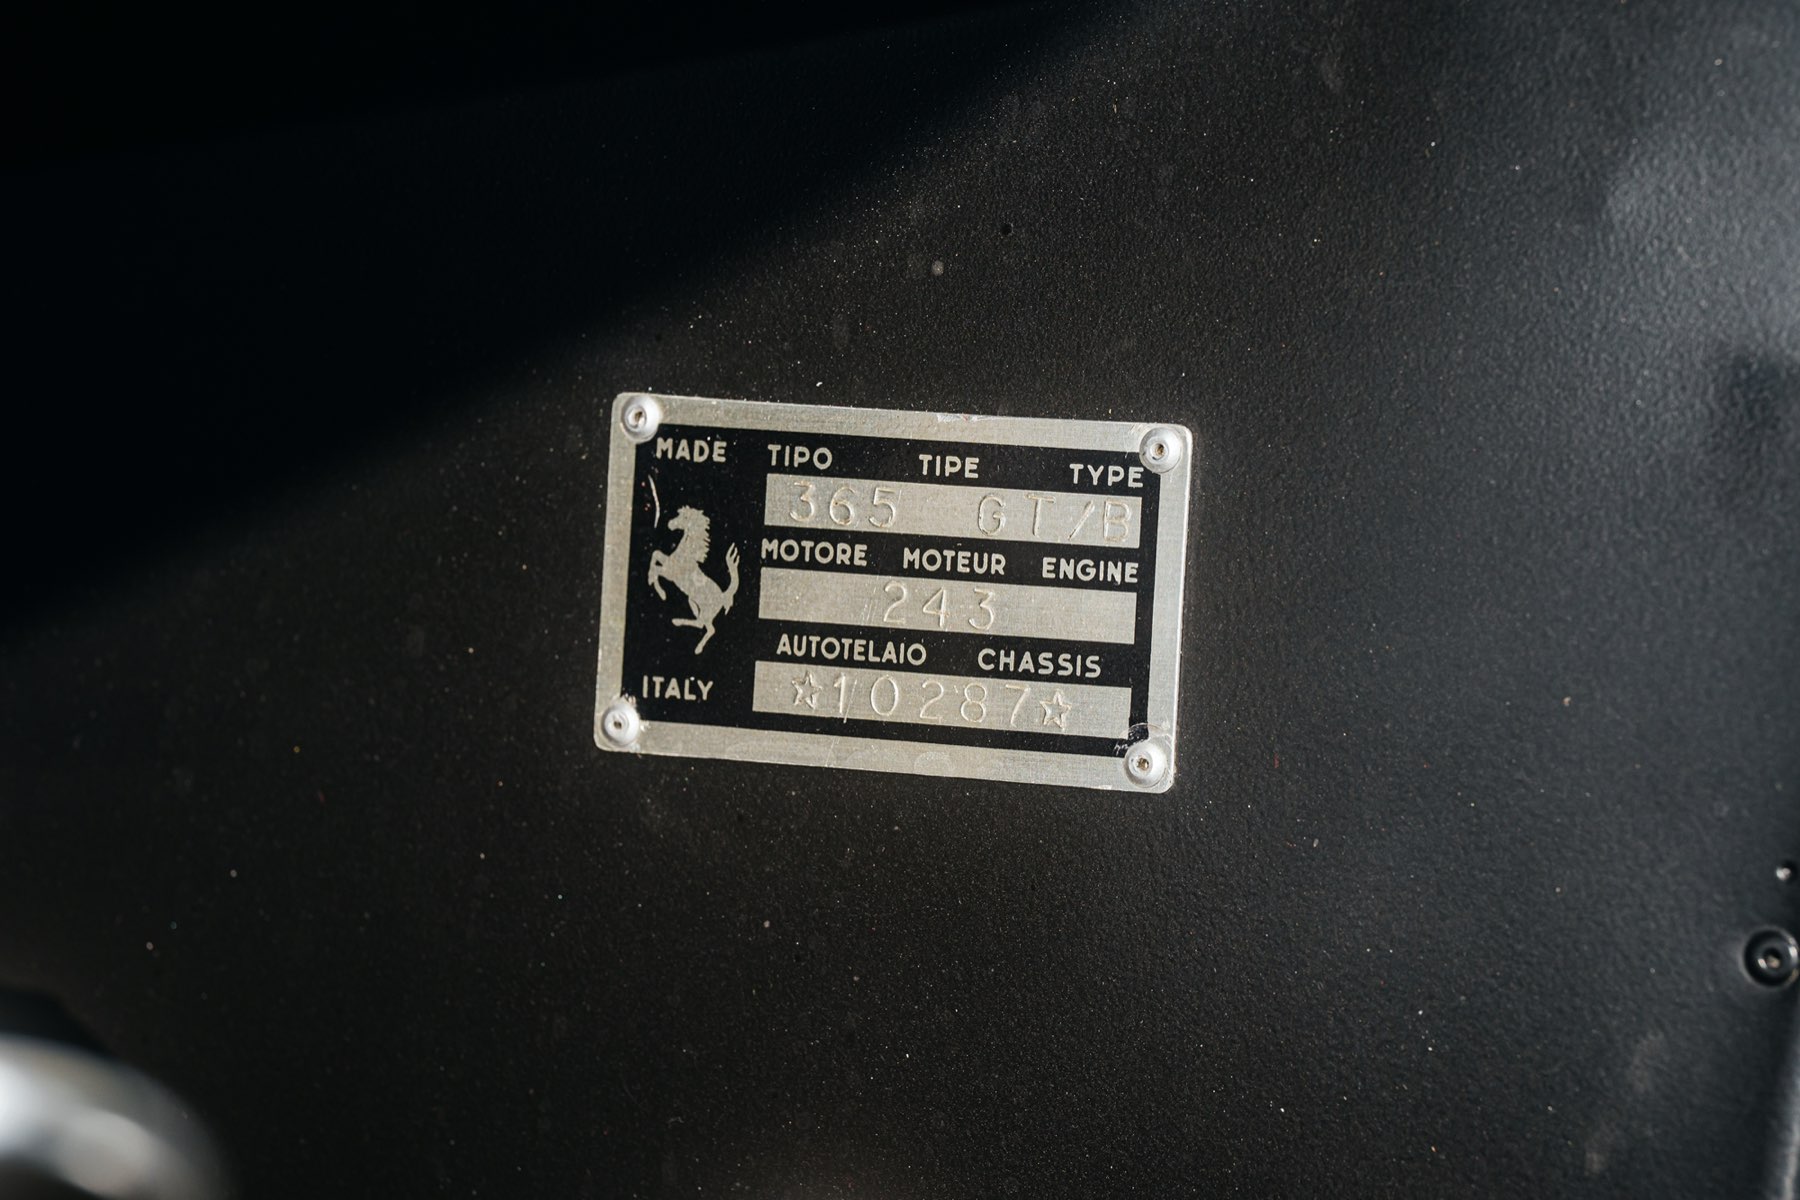 MADE TIPO TIPE TYPE
365 GT/B
MOTORE MOTEUR ENGINE
243
AUTOTELAIO CHASSIS
ITALY ☆10287☆